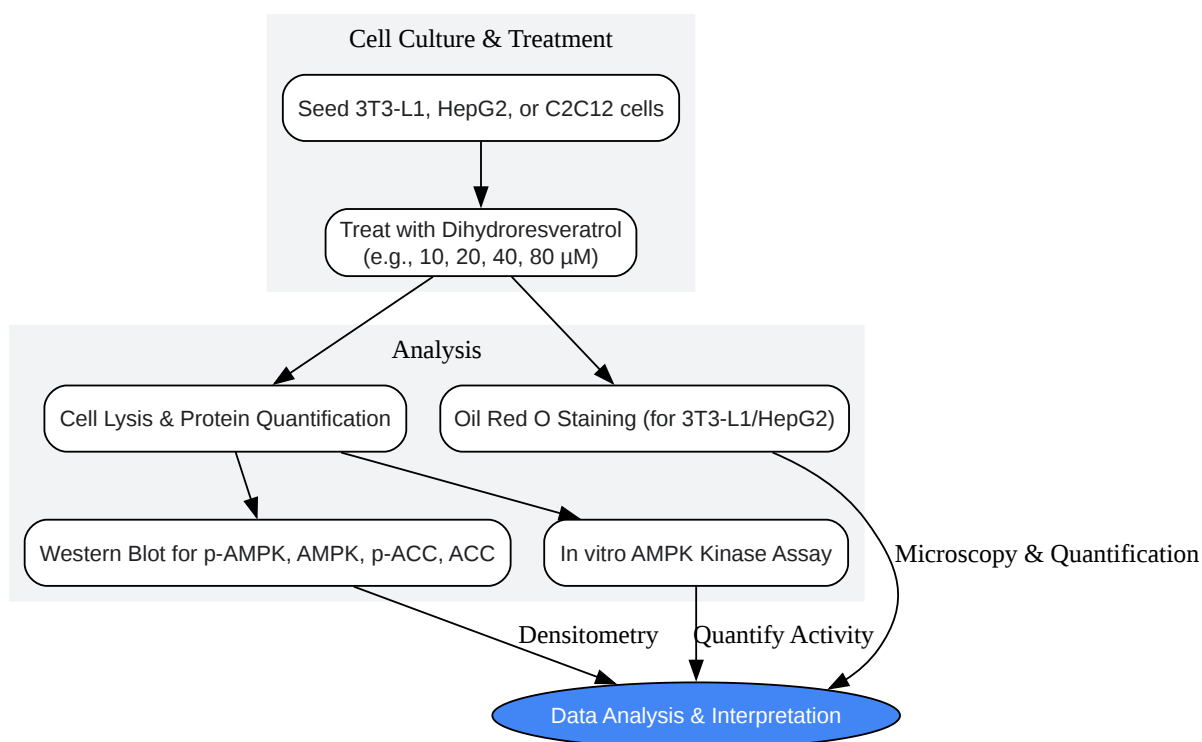 Cell Culture & Treatment
Seed 3T3-L1, HepG2, or C2C12 cells
Treat with Dihydroresveratrol
(e.g., 10, 20, 40, 80 µM)
Analysis
Cell Lysis & Protein Quantification
Oil Red O Staining (for 3T3-L1/HepG2)
Western Blot for p-AMPK, AMPK, p-ACC, ACC
In vitro AMPK Kinase Assay
Microscopy & Quantification
Densitometry
Quantify Activity
Data Analysis & Interpretation